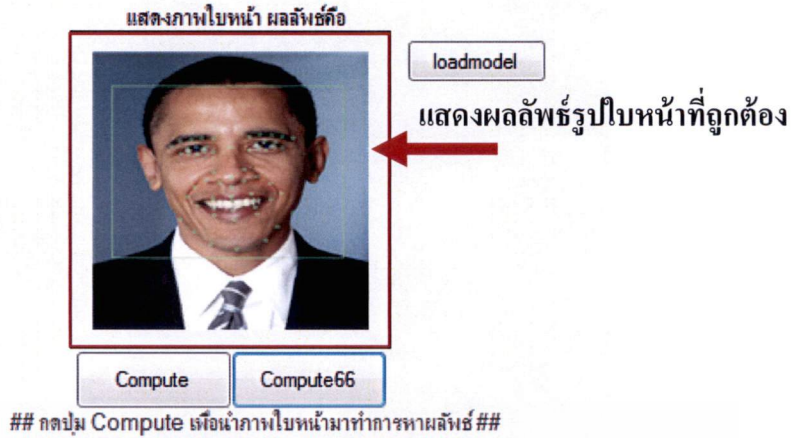 แสดงภาพใบหน้า ผลลัพธ์คือ
loadmodel
แสดงผลลัพธ์รูปใบหน้าที่ถูกต้อง
Compute
Compute66
## กดปุ่ม Compute เพื่อนำภาพใบหน้ามาทำการหาผลลัพธ์ ##